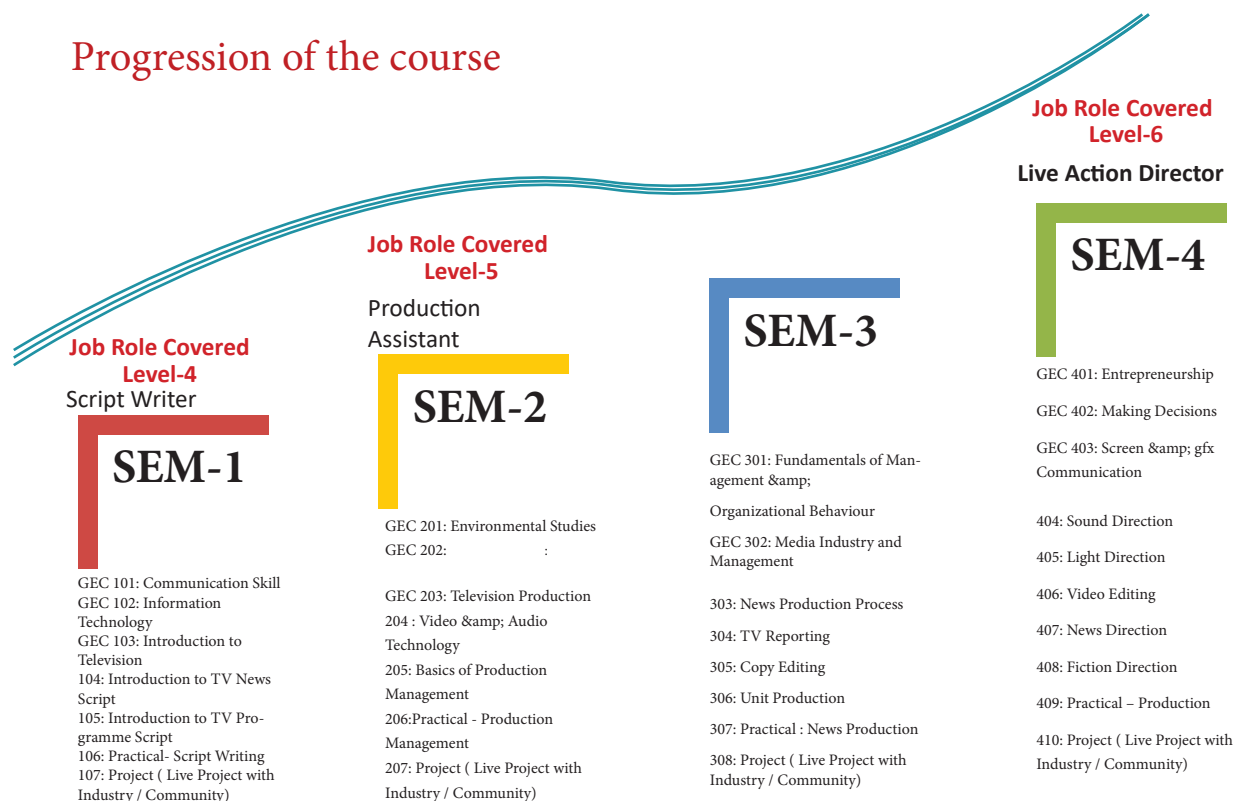 Progression of the course
Job Role Covered
Level-4
Script Writer
SEM-1
GEC 101: Communication Skill
GEC 102: Information
Technology
GEC 103: Introduction to
Television
104: Introduction to TV News
Script
105: Introduction to TV Pro-
gramme Script
106: Practical- Script Writing
107: Project ( Live Project with
Industry / Community)
Job Role Covered
Level-5
Production
Assistant
SEM-2
GEC 201: Environmental Studies
GEC 202: :
GEC 203: Television Production
204 : Video &amp; Audio
Technology
205: Basics of Production
Management
206:Practical - Production
Management
207: Project ( Live Project with
Industry / Community)
SEM-3
GEC 301: Fundamentals of Man-
agement &amp;
Organizational Behaviour
GEC 302: Media Industry and
Management
303: News Production Process
304: TV Reporting
305: Copy Editing
306: Unit Production
307: Practical : News Production
308: Project ( Live Project with
Industry / Community)
Job Role Covered
Level-6
Live Action Director
SEM-4
GEC 401: Entrepreneurship
GEC 402: Making Decisions
GEC 403: Screen &amp; gfx
Communication
404: Sound Direction
405: Light Direction
406: Video Editing
407: News Direction
408: Fiction Direction
409: Practical – Production
410: Project ( Live Project with
Industry / Community)